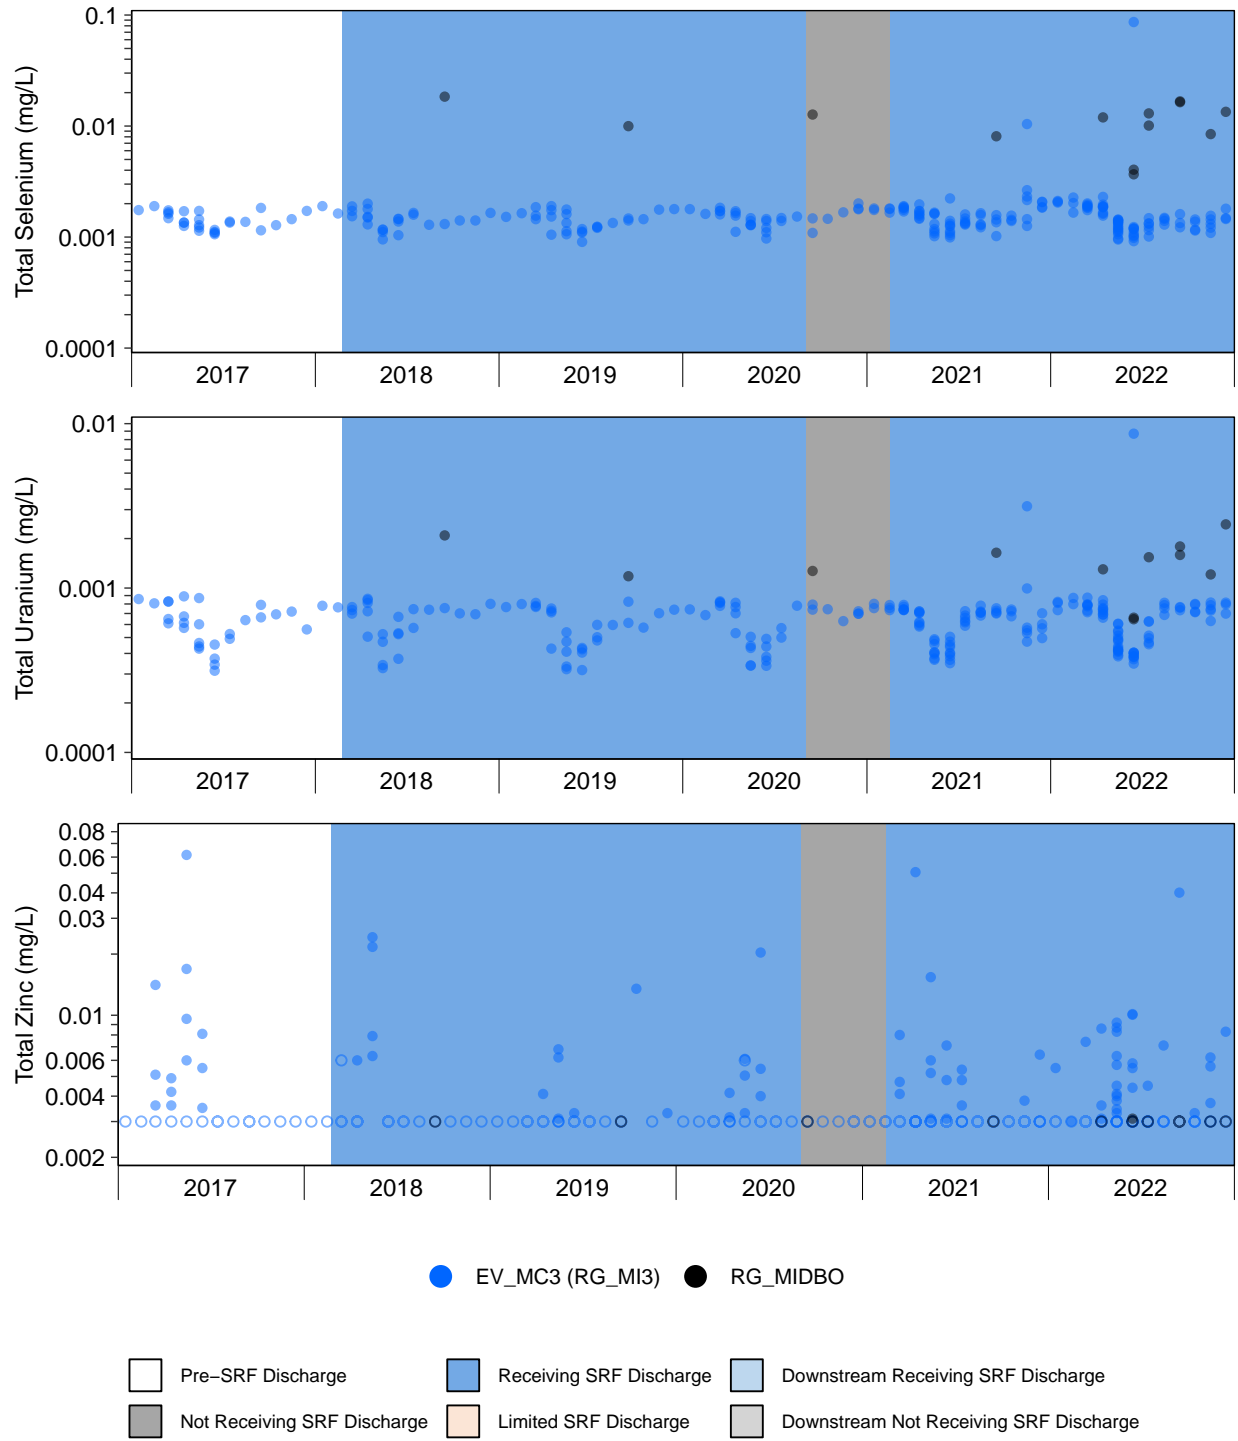 0.1
0.01
0.001
0.0001
Total Selenium (mg/L)
2017 2018 2019 2020 2021 2022
0.01
0.001
0.0001
Total Uranium (mg/L)
2017 2018 2019 2020 2021 2022
0.08
0.06
0.04
0.03
0.01
0.006
0.004
0.002
Total Zinc (mg/L)
2017 2018 2019 2020 2021 2022
EV_MC3 (RG_MI3) RG_MIDBO
Pre−SRF Discharge Receiving SRF Discharge Downstream Receiving SRF Discharge
Not Receiving SRF Discharge Limited SRF Discharge Downstream Not Receiving SRF Discharge